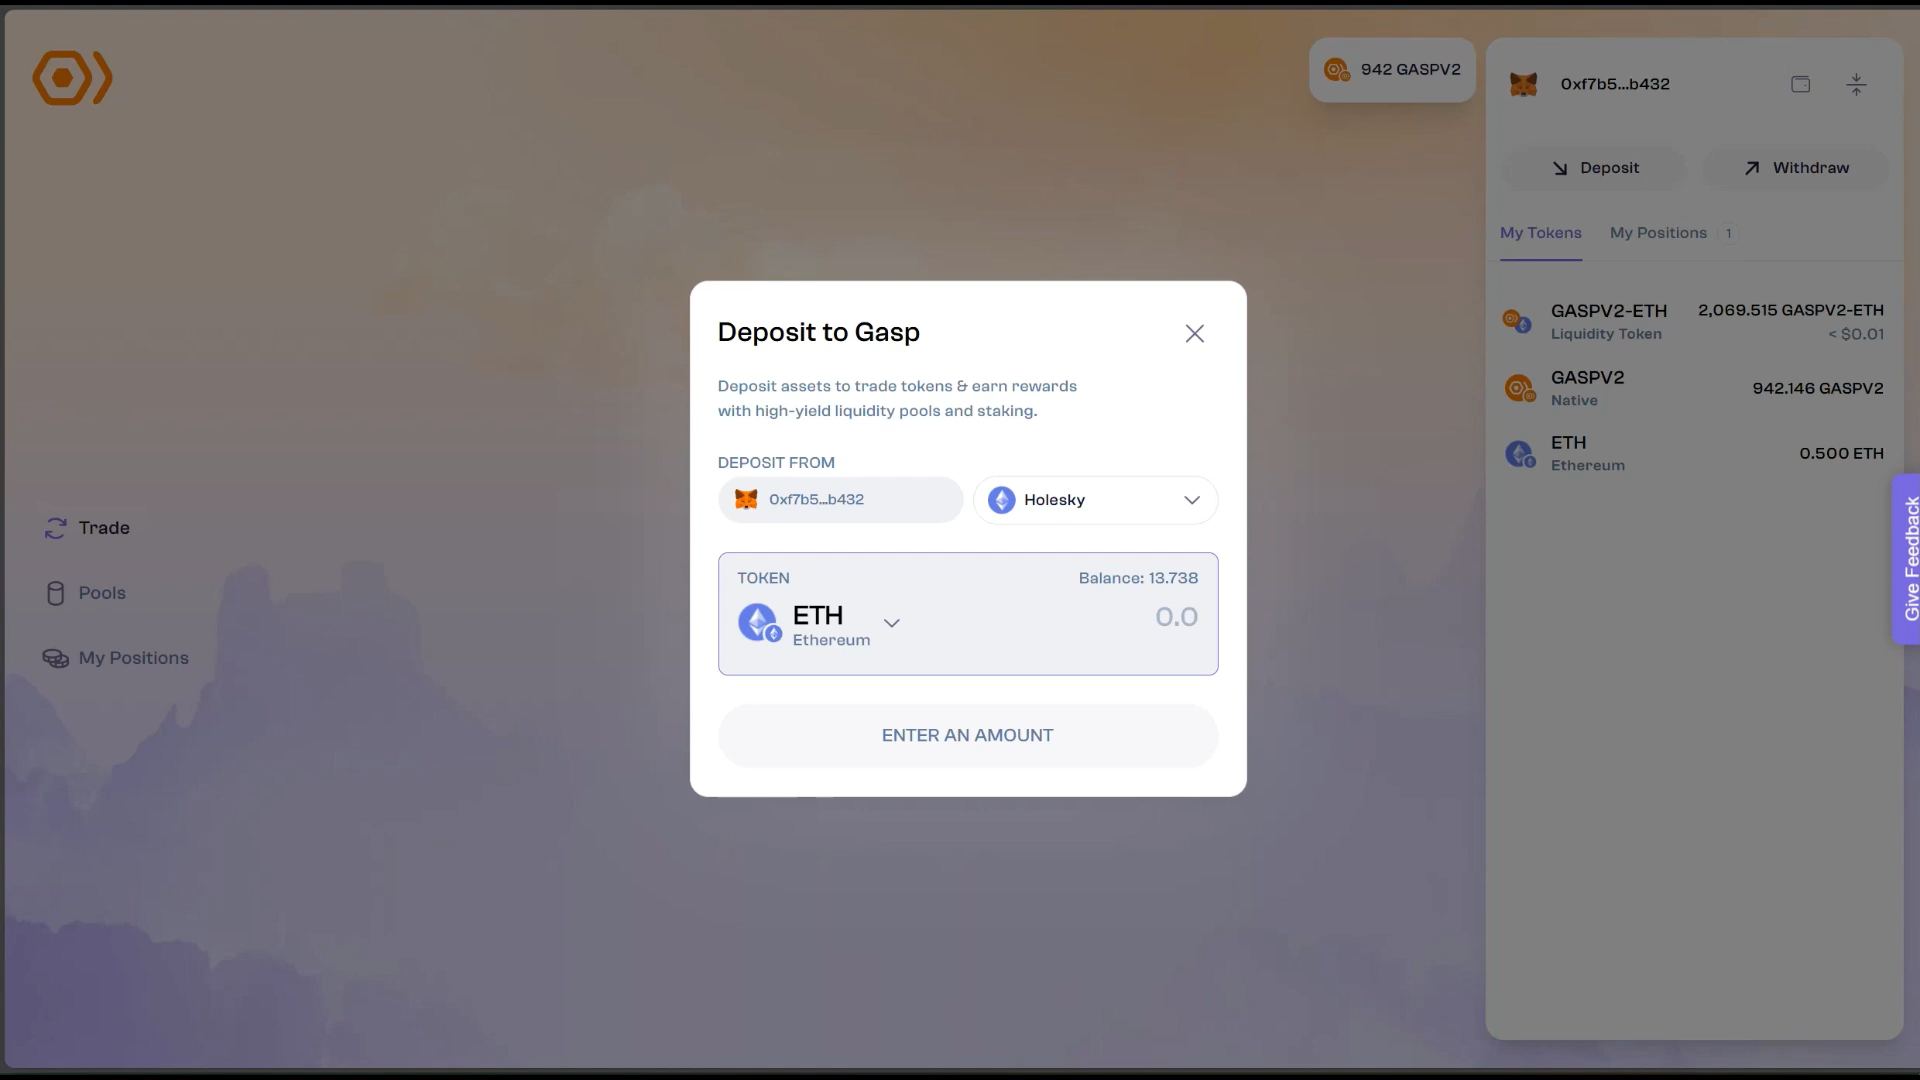 942 GASPV2
0xf7b5...b432
Deposit
Withdraw
My Tokens
My Positions 1
GASPV2-ETH
2,069.515 GASPV2-ETH
Liquidity Token
< $0.01
GASPV2
942.146 GASPV2
Native
ETH
0.500 ETH
Ethereum
Give Feedback
Trade
Pools
My Positions
Deposit to Gasp
Deposit assets to trade tokens & earn rewards
with high-yield liquidity pools and staking.
DEPOSIT FROM
0xf7b5...b432
Holesky
TOKEN
Balance: 13.738
ETH
0.0
Ethereum
ENTER AN AMOUNT